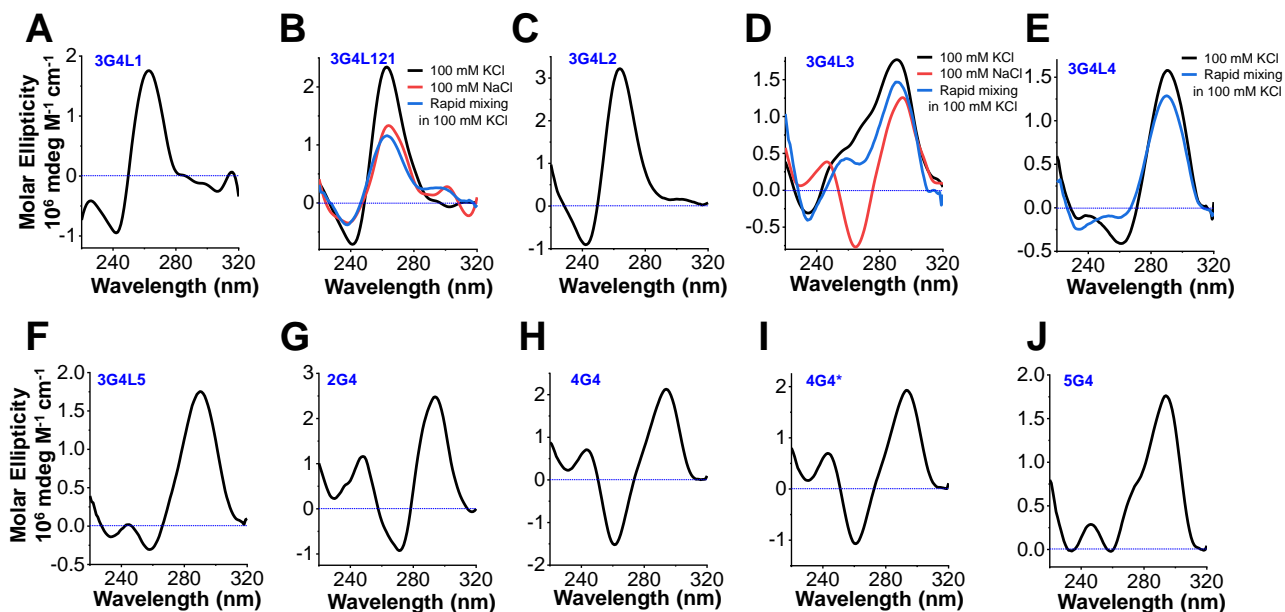 A
B
C
D
E
3G4L1
3G4L121
3G4L2
3G4L3
3G4L4
100 mM KCl
100 mM NaCl
Rapid mixing
in 100 mM KCl
100 mM KCl
100 mM NaCl
Rapid mixing
in 100 mM KCl
100 mM KCl
Rapid mixing
in 100 mM KCl
Molar Ellipticity
10⁶ mdeg M⁻¹ cm⁻¹
2
1
0
-1
2
1
0
3
2
1
0
-1
1.5
1.0
0.5
0.0
-0.5
1.5
1.0
0.5
0.0
-0.5
240 280 320
240 280 320
240 280 320
240 280 320
240 280 320
Wavelength (nm)
Wavelength (nm)
Wavelength (nm)
Wavelength (nm)
Wavelength (nm)
F
G
H
I
J
3G4L5
2G4
4G4
4G4*
5G4
Molar Ellipticity
10⁶ mdeg M⁻¹ cm⁻¹
2.0
1.5
1.0
0.5
0.0
-0.5
3
2
1
0
-1
2
1
0
-1
-2
2
1
0
-1
2.0
1.5
1.0
0.5
0.0
240 280 320
240 280 320
240 280 320
240 280 320
240 280 320
Wavelength (nm)
Wavelength (nm)
Wavelength (nm)
Wavelength (nm)
Wavelength (nm)